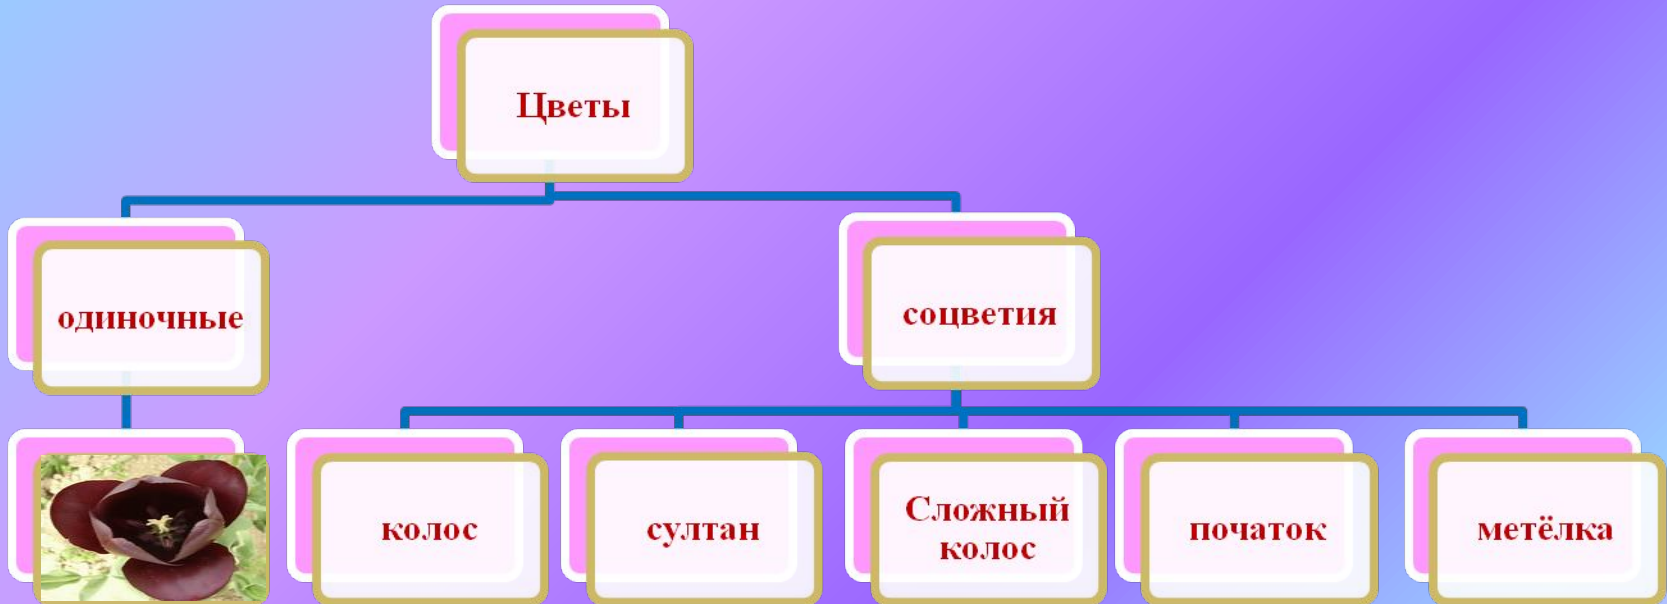 Цветы
одиночные
соцветия
колос
султан
Сложный
колос
початок
метёлка